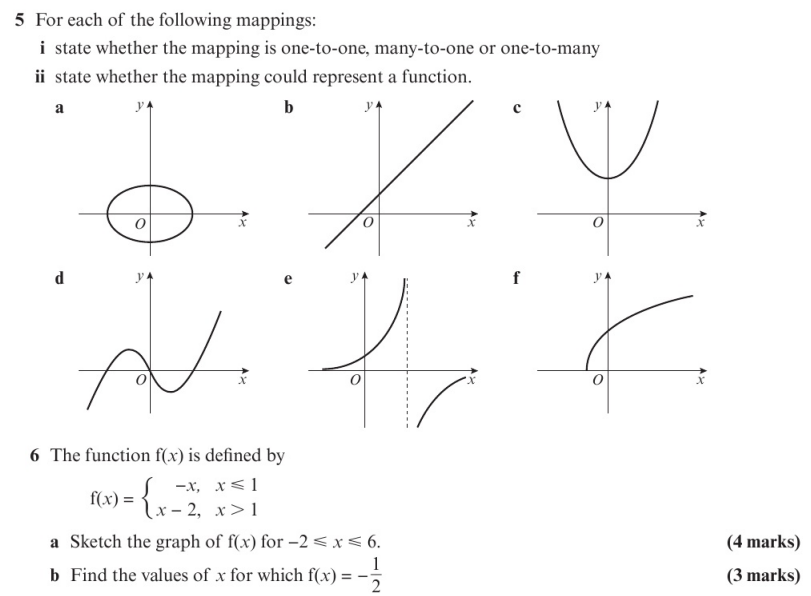 5 For each of the following mappings:
i state whether the mapping is one-to-one, many-to-one or one-to-many
ii state whether the mapping could represent a function.
a y b y c y
O x O x O x
d y e y f y
O x O x O x
6 The function f(x) is defined by
f(x) = { −x, x ⩽ 1
x − 2, x > 1
a Sketch the graph of f(x) for −2 ⩽ x ⩽ 6. (4 marks)
b Find the values of x for which f(x) = −1/2 (3 marks)